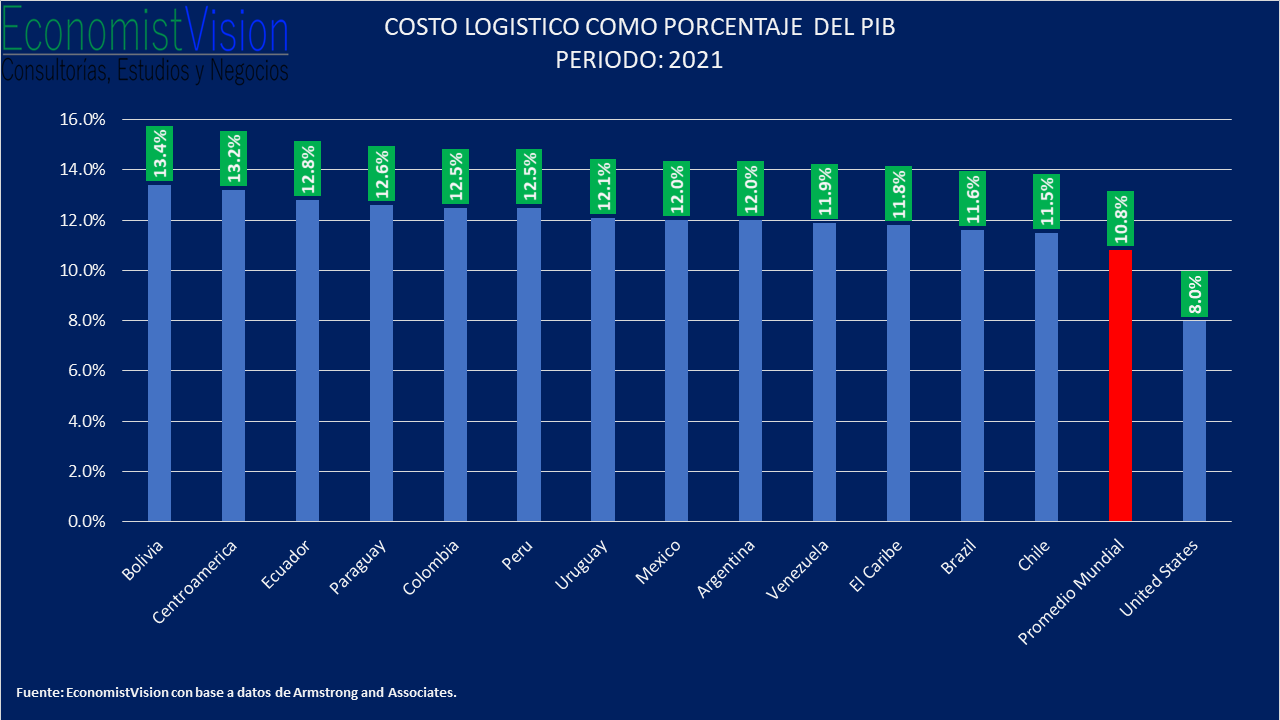 EconomistVision
Consultorías, Estudios y Negocios
COSTO LOGISTICO COMO PORCENTAJE DEL PIB
PERIODO: 2021
16.0%
14.0%
12.0%
10.0%
8.0%
6.0%
4.0%
2.0%
0.0%
13.4%
13.2%
12.8%
12.6%
12.5%
12.5%
12.1%
12.0%
12.0%
11.9%
11.8%
11.6%
11.5%
10.8%
8.0%
Bolivia
Centroamerica
Ecuador
Paraguay
Colombia
Peru
Uruguay
Mexico
Argentina
Venezuela
El Caribe
Brazil
Chile
Promedio Mundial
United States
Fuente: EconomistVision con base a datos de Armstrong and Associates.